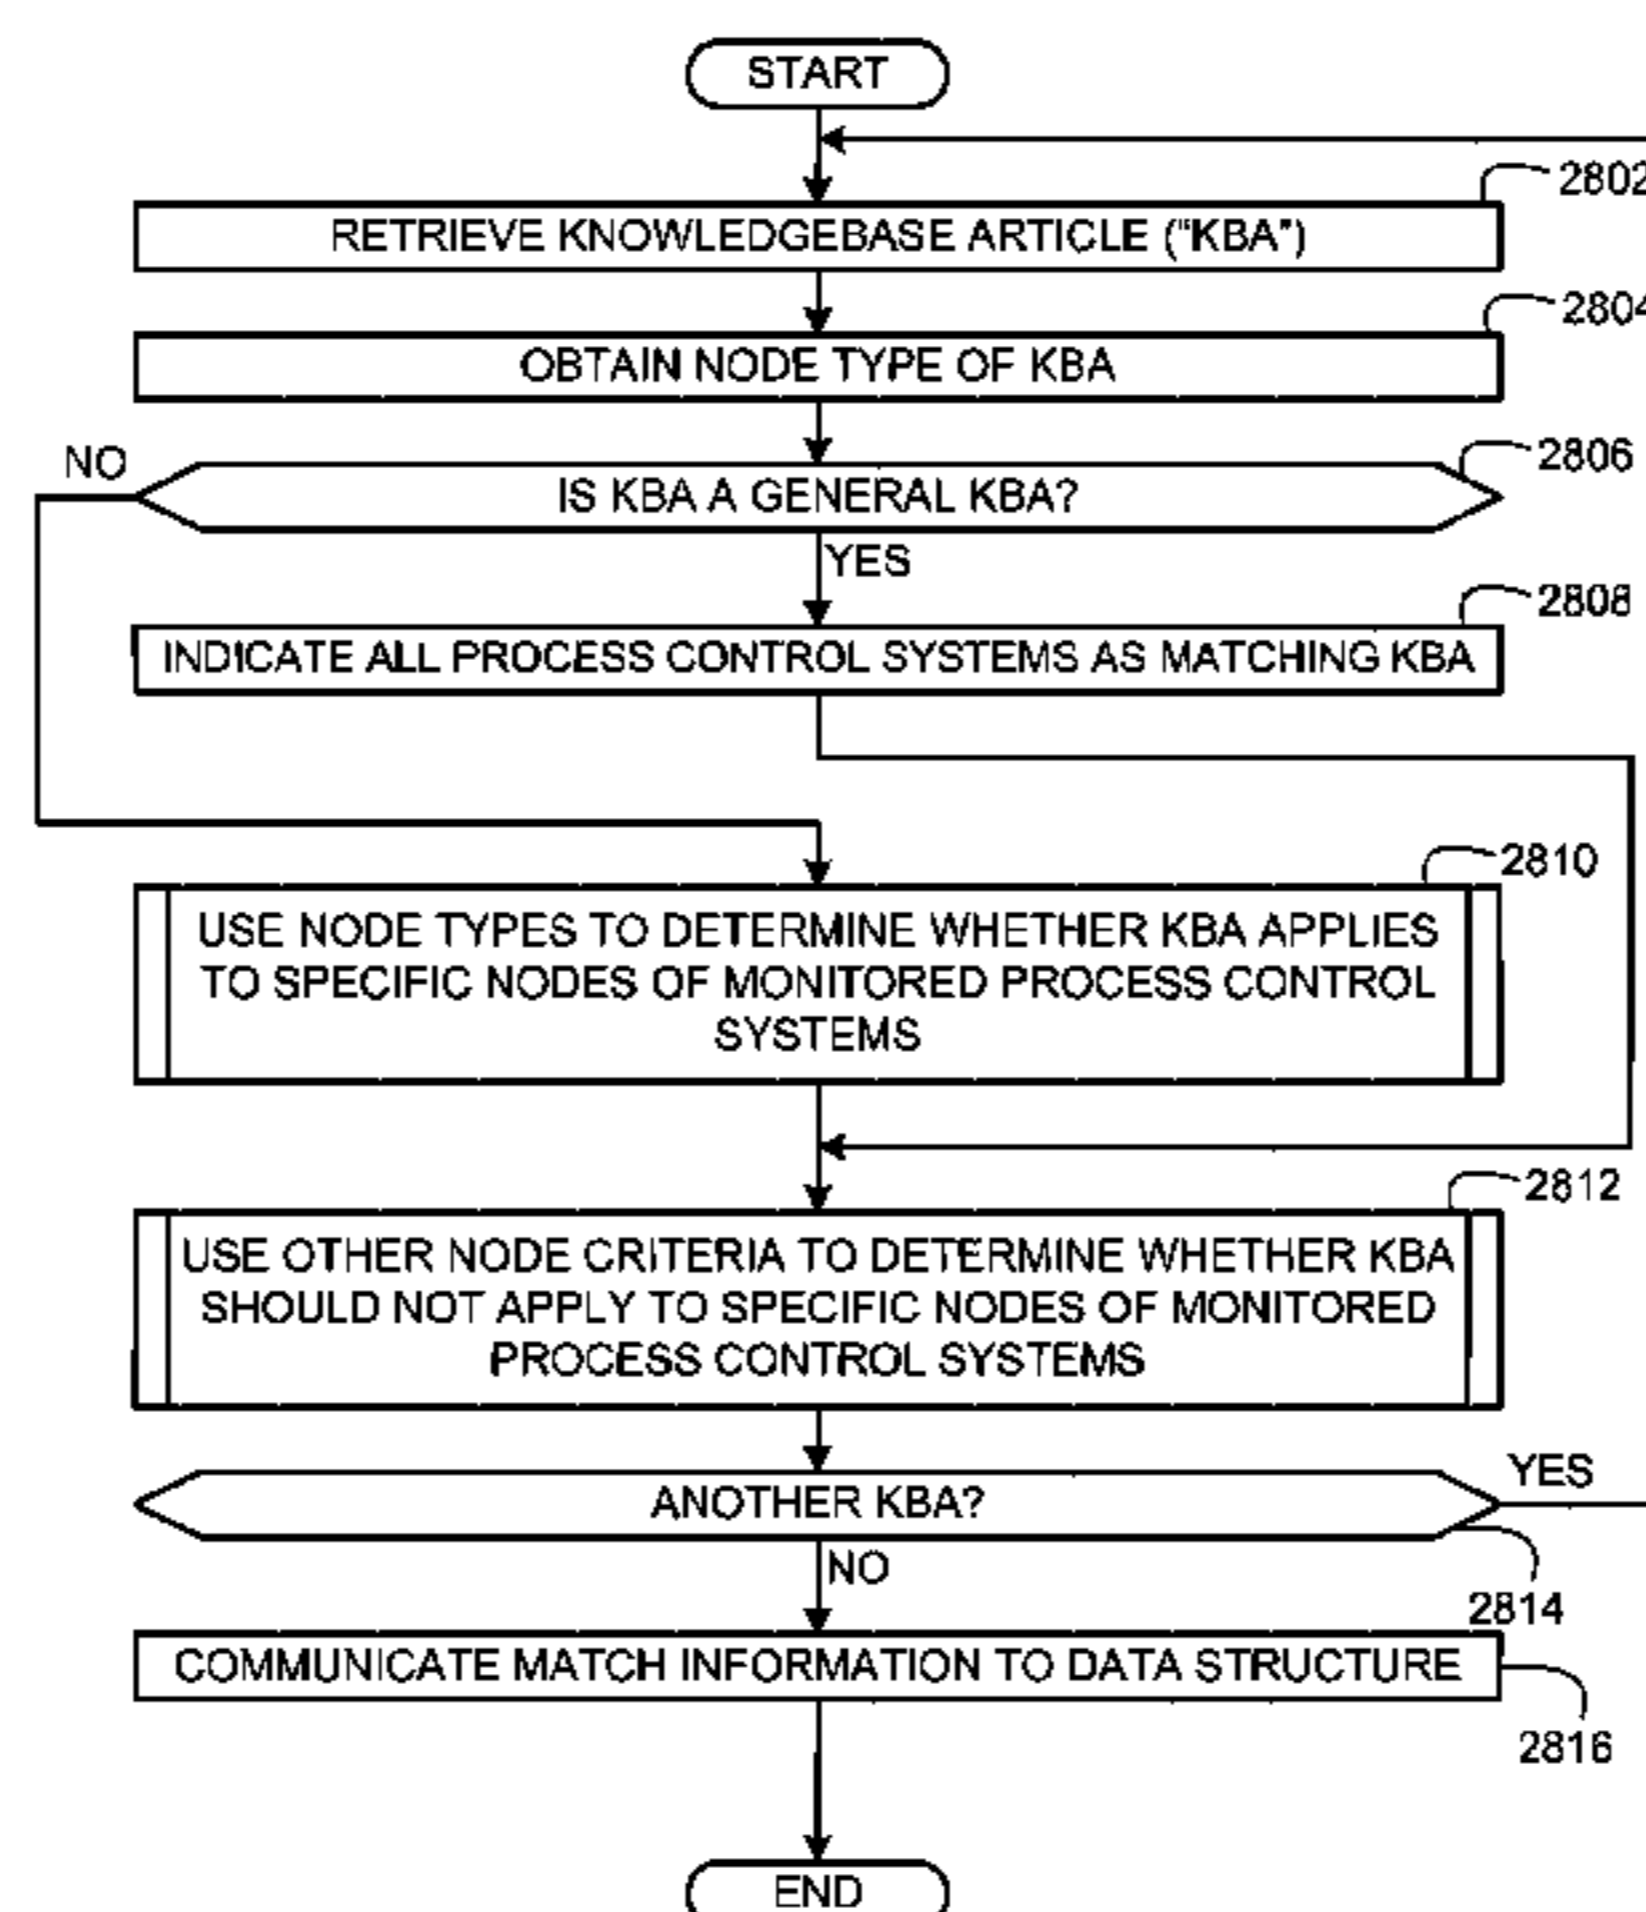 START
2802
RETRIEVE KNOWLEDGEBASE ARTICLE ("KBA")
2804
OBTAIN NODE TYPE OF KBA
NO
2806
IS KBA A GENERAL KBA?
YES
2808
INDICATE ALL PROCESS CONTROL SYSTEMS AS MATCHING KBA
2810
USE NODE TYPES TO DETERMINE WHETHER KBA APPLIES
TO SPECIFIC NODES OF MONITORED PROCESS CONTROL
SYSTEMS
2812
USE OTHER NODE CRITERIA TO DETERMINE WHETHER KBA
SHOULD NOT APPLY TO SPECIFIC NODES OF MONITORED
PROCESS CONTROL SYSTEMS
YES
ANOTHER KBA?
NO
2814
COMMUNICATE MATCH INFORMATION TO DATA STRUCTURE
2816
END